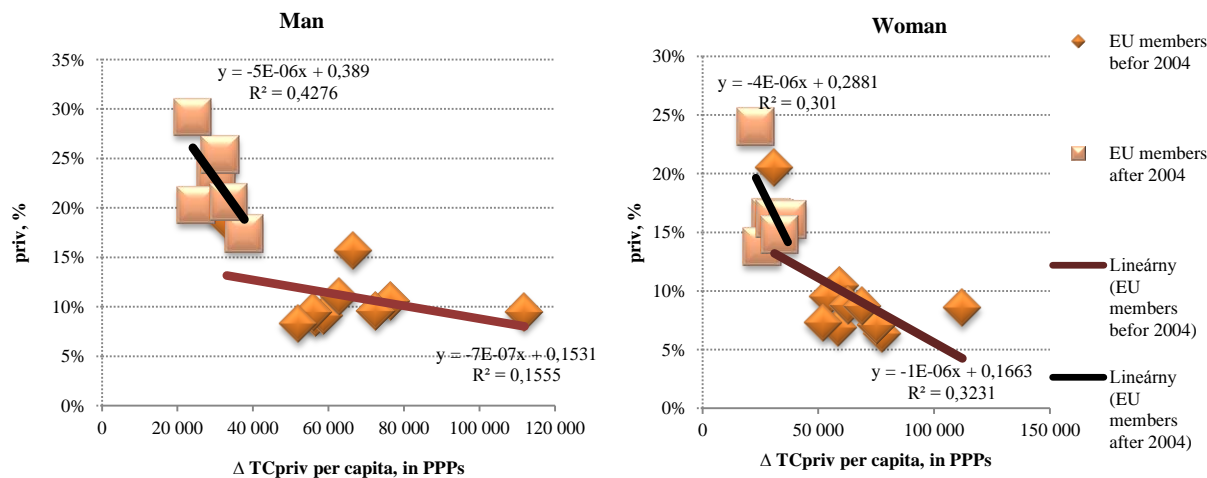 Man
35%
30%
25%
20%
15%
10%
5%
0%
priv, %
y = -5E-06x + 0,389
R² = 0,4276
y = -7E-07x + 0,1531
R² = 0,1555
0
20 000
40 000
60 000
80 000
100 000
120 000
Δ TCpriv per capita, in PPPs
Woman
30%
25%
20%
15%
10%
5%
0%
priv, %
y = -4E-06x + 0,2881
R² = 0,301
y = -1E-06x + 0,1663
R² = 0,3231
0
50 000
100 000
150 000
Δ TCpriv per capita, in PPPs
EU members
befor 2004
EU members
after 2004
Lineárny
(EU
members
befor 2004)
Lineárny
(EU
members
after 2004)